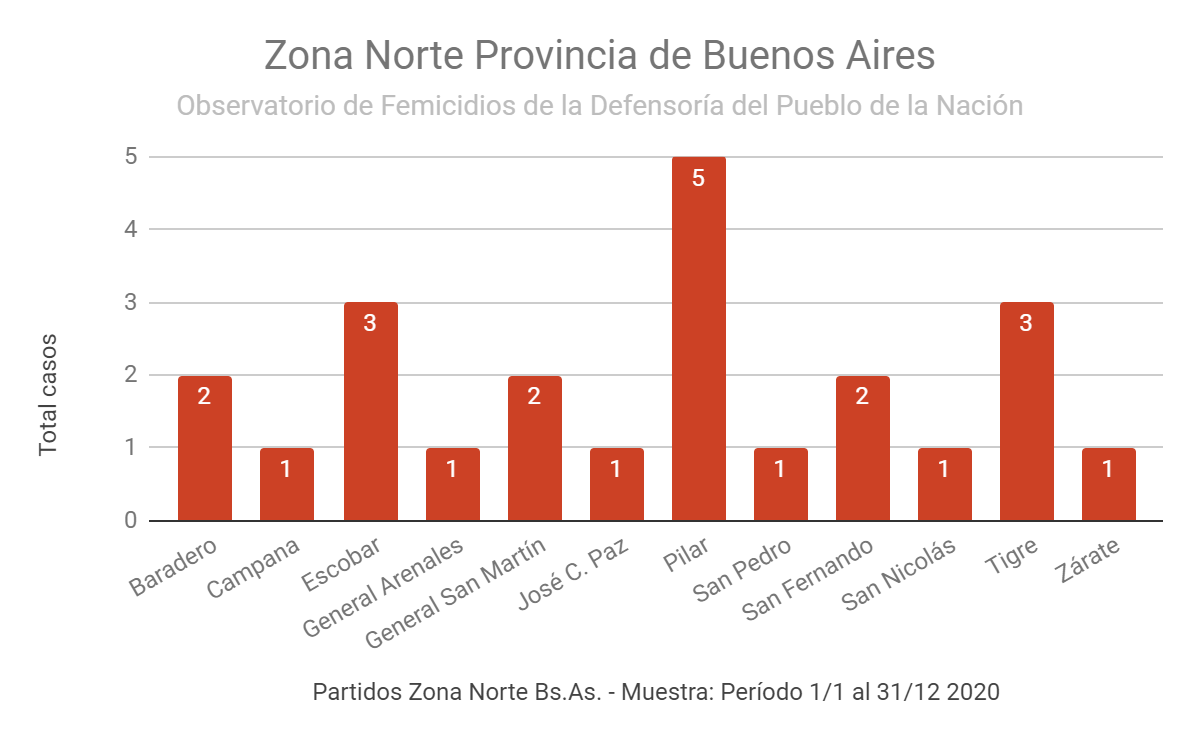 Zona Norte Provincia de Buenos Aires
Observatorio de Femicidios de la Defensoría del Pueblo de la Nación
Total casos
5
4
3
2
1
0
2
1
3
1
2
1
5
1
2
1
3
1
Baradero
Campana
Escobar
General Arenales
General San Martín
José C. Paz
Pilar
San Pedro
San Fernando
San Nicolás
Tigre
Zárate
Partidos Zona Norte Bs.As. - Muestra: Período 1/1 al 31/12 2020